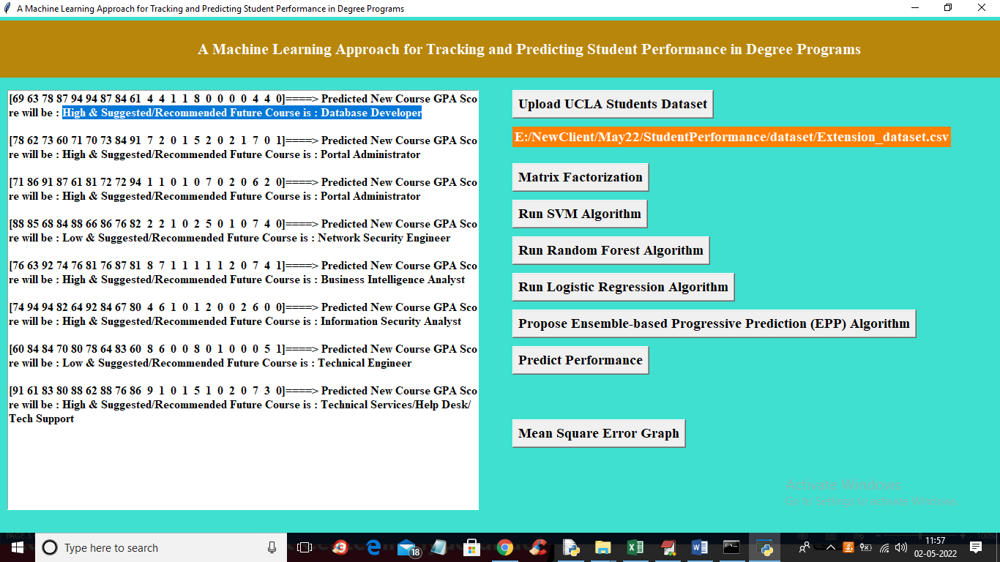 A Machine Learning Approach for Tracking and Predicting Student Performance in Degree Programs
A Machine Learning Approach for Tracking and Predicting Student Performance in Degree Programs
[69 63 78 87 94 94 87 84 61 4 4 1 1 8 0 0 0 0 4 4 0]====> Predicted New Course GPA Sco
re will be : High & Suggested/Recommended Future Course is : Database Developer
[78 62 73 60 71 70 73 84 91 7 2 0 1 5 2 0 2 1 7 0 1]====> Predicted New Course GPA Sco
re will be : High & Suggested/Recommended Future Course is : Portal Administrator
[71 86 91 87 61 81 72 72 94 1 1 0 1 0 7 0 2 0 6 2 0]====> Predicted New Course GPA Sco
re will be : High & Suggested/Recommended Future Course is : Portal Administrator
[88 85 68 84 88 66 86 76 82 2 2 1 0 2 5 0 1 0 7 4 0]====> Predicted New Course GPA Sco
re will be : Low & Suggested/Recommended Future Course is : Network Security Engineer
[76 63 92 74 76 81 76 87 81 8 7 1 1 1 1 1 2 0 7 4 1]====> Predicted New Course GPA Sco
re will be : High & Suggested/Recommended Future Course is : Business Intelligence Analyst
[74 94 94 82 64 92 84 67 80 4 6 1 0 1 2 0 0 2 6 0 0]====> Predicted New Course GPA Sco
re will be : High & Suggested/Recommended Future Course is : Information Security Analyst
[60 84 84 70 80 78 64 83 60 8 6 0 0 8 0 1 0 0 0 5 1]====> Predicted New Course GPA Sco
re will be : Low & Suggested/Recommended Future Course is : Technical Engineer
[91 61 83 80 88 62 88 76 86 9 1 0 1 5 1 0 2 0 7 3 0]====> Predicted New Course GPA Sco
re will be : High & Suggested/Recommended Future Course is : Technical Services/Help Desk/
Tech Support
Upload UCLA Students Dataset
E:/NewClient/May22/StudentPerformance/dataset/Extension_dataset.csv
Matrix Factorization
Run SVM Algorithm
Run Random Forest Algorithm
Run Logistic Regression Algorithm
Propose Ensemble-based Progressive Prediction (EPP) Algorithm
Predict Performance
Mean Square Error Graph
Activate Windows
Go to Settings to activate Windows.
Type here to search
18
11:57
02-05-2022